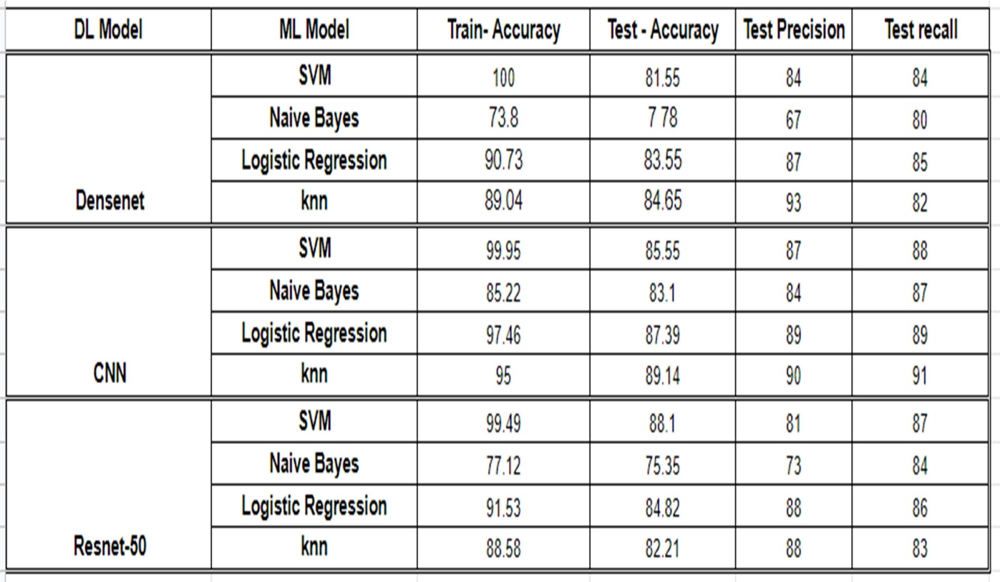 DL Model ML Model Train- Accuracy Test - Accuracy Test Precision Test recall
SVM 100 81.55 84 84
Naive Bayes 73.8 7 78 67 80
Logistic Regression 90.73 83.55 87 85
Densenet knn 89.04 84.65 93 82
SVM 99.95 85.55 87 88
Naive Bayes 85.22 83.1 84 87
Logistic Regression 97.46 87.39 89 89
CNN knn 95 89.14 90 91
SVM 99.49 88.1 81 87
Naive Bayes 77.12 75.35 73 84
Logistic Regression 91.53 84.82 88 86
Resnet-50 knn 88.58 82.21 88 83